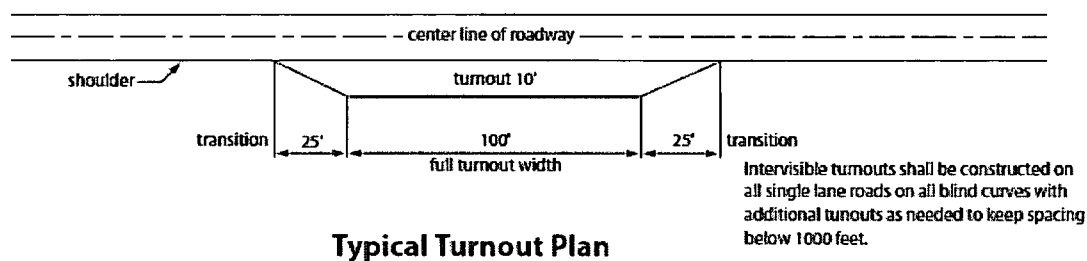 center line of roadway
shoulder
turnout 10'
transition 25' 100' 25' transition
full turnout width
Intervisible turnouts shall be constructed on
all single lane roads on all blind curves with
additional tunouts as needed to keep spacing
below 1000 feet.
Typical Turnout Plan